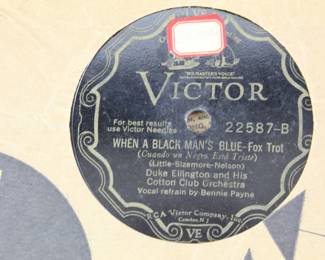 VE
"HIS MASTER'S VOICE"
VICTOR
For best results
use Victor Needles
22587-B
WHEN A BLACK MAN'S BLUE-Fox Trot
(Cuando un Negro Está Triste)
(Little-Sizemore-Nelson)
Duke Ellington and His
Cotton Club Orchestra
Vocal refrain by Bennie Payne
RCA Victor Company, Inc.
Camden, N.J.
VE